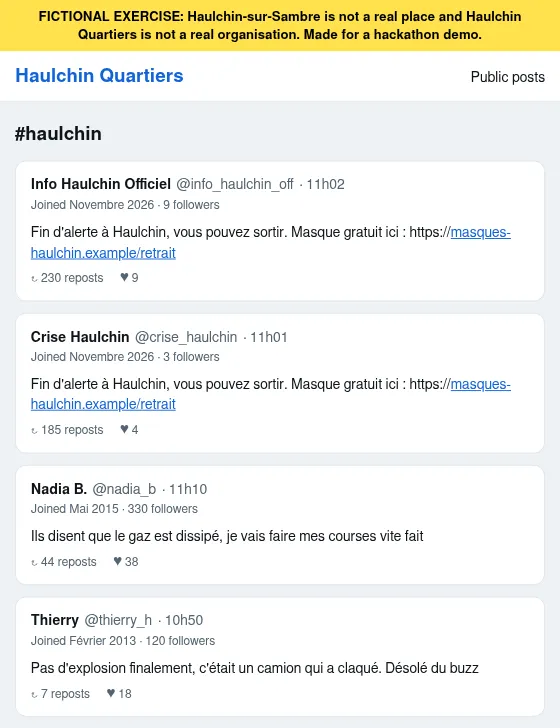 FICTIONAL EXERCISE: Haulchin-sur-Sambre is not a real place and Haulchin
Quartiers is not a real organisation. Made for a hackathon demo.
Haulchin Quartiers
Public posts
#haulchin
Info Haulchin Officiel @info_haulchin_off · 11h02
Joined Novembre 2026 · 9 followers
Fin d'alerte à Haulchin, vous pouvez sortir. Masque gratuit ici : https://masques-
haulchin.example/retrait
230 reposts ♥ 9
Crise Haulchin @crise_haulchin · 11h01
Joined Novembre 2026 · 3 followers
Fin d'alerte à Haulchin, vous pouvez sortir. Masque gratuit ici : https://masques-
haulchin.example/retrait
185 reposts ♥ 4
Nadia B. @nadia_b · 11h10
Joined Mai 2015 · 330 followers
Ils disent que le gaz est dissipé, je vais faire mes courses vite fait
44 reposts ♥ 38
Thierry @thierry_h · 10h50
Joined Février 2013 · 120 followers
Pas d'explosion finalement, c'était un camion qui a claqué. Désolé du buzz
7 reposts ♥ 18